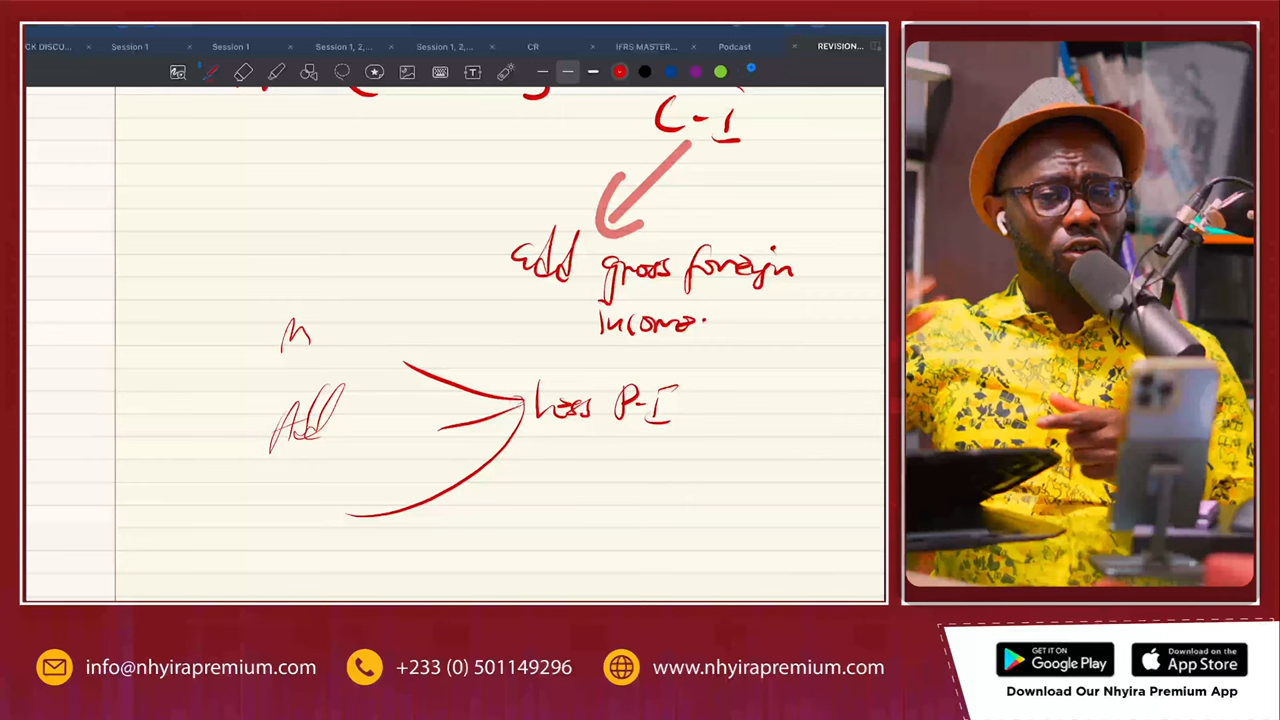 CK DISCU...
Session 1
Session 1
Session 1, 2,...
Session 1, 2,...
CR
IFRS MASTER...
Podcast
REVISION...
C-I
add gross foreign
income.
Add
Less P-I
info@nhyirapremium.com
+233 (0) 501149296
www.nhyirapremium.com
GET IT ON
Google Play
Download on the
App Store
Download Our Nhyira Premium App